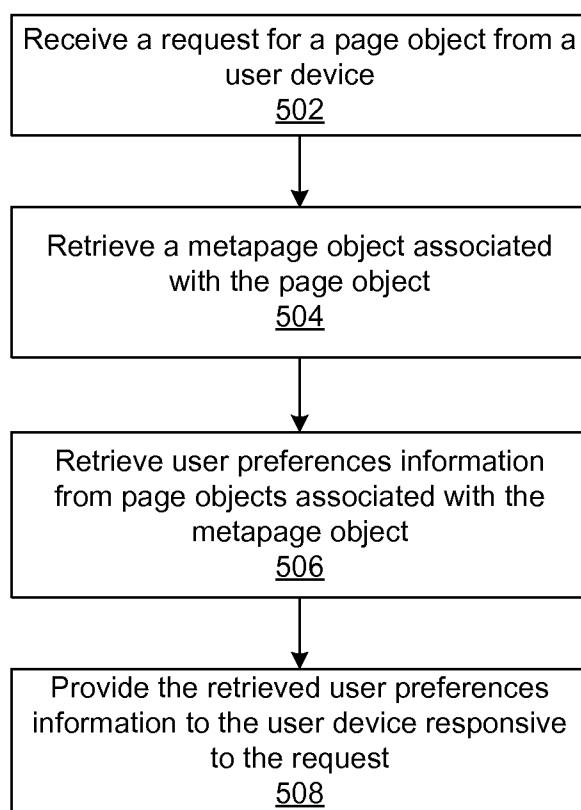 Receive a request for a page object from a
user device
502
Retrieve a metapage object associated
with the page object
504
Retrieve user preferences information
from page objects associated with the
metapage object
506
Provide the retrieved user preferences
information to the user device responsive
to the request
508